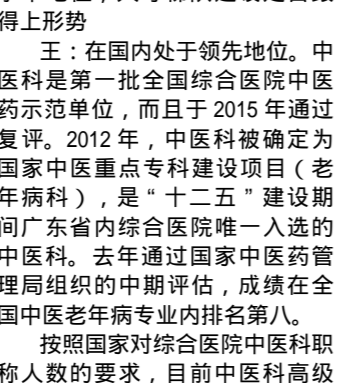 得上形势
王：在国内处于领先地位。中
医科是第一批全国综合医院中医
药示范单位，而且于 2015 年通过
复评。2012 年，中医科被确定为
国家中医重点专科建设项目（老
年病科），是“十二五”建设期
间广东省内综合医院唯一入选的
中医科。去年通过国家中医药管
理局组织的中期评估，成绩在全
国中医老年病专业内排名第八。
按照国家对综合医院中医科职
称人数的要求，目前中医科高级